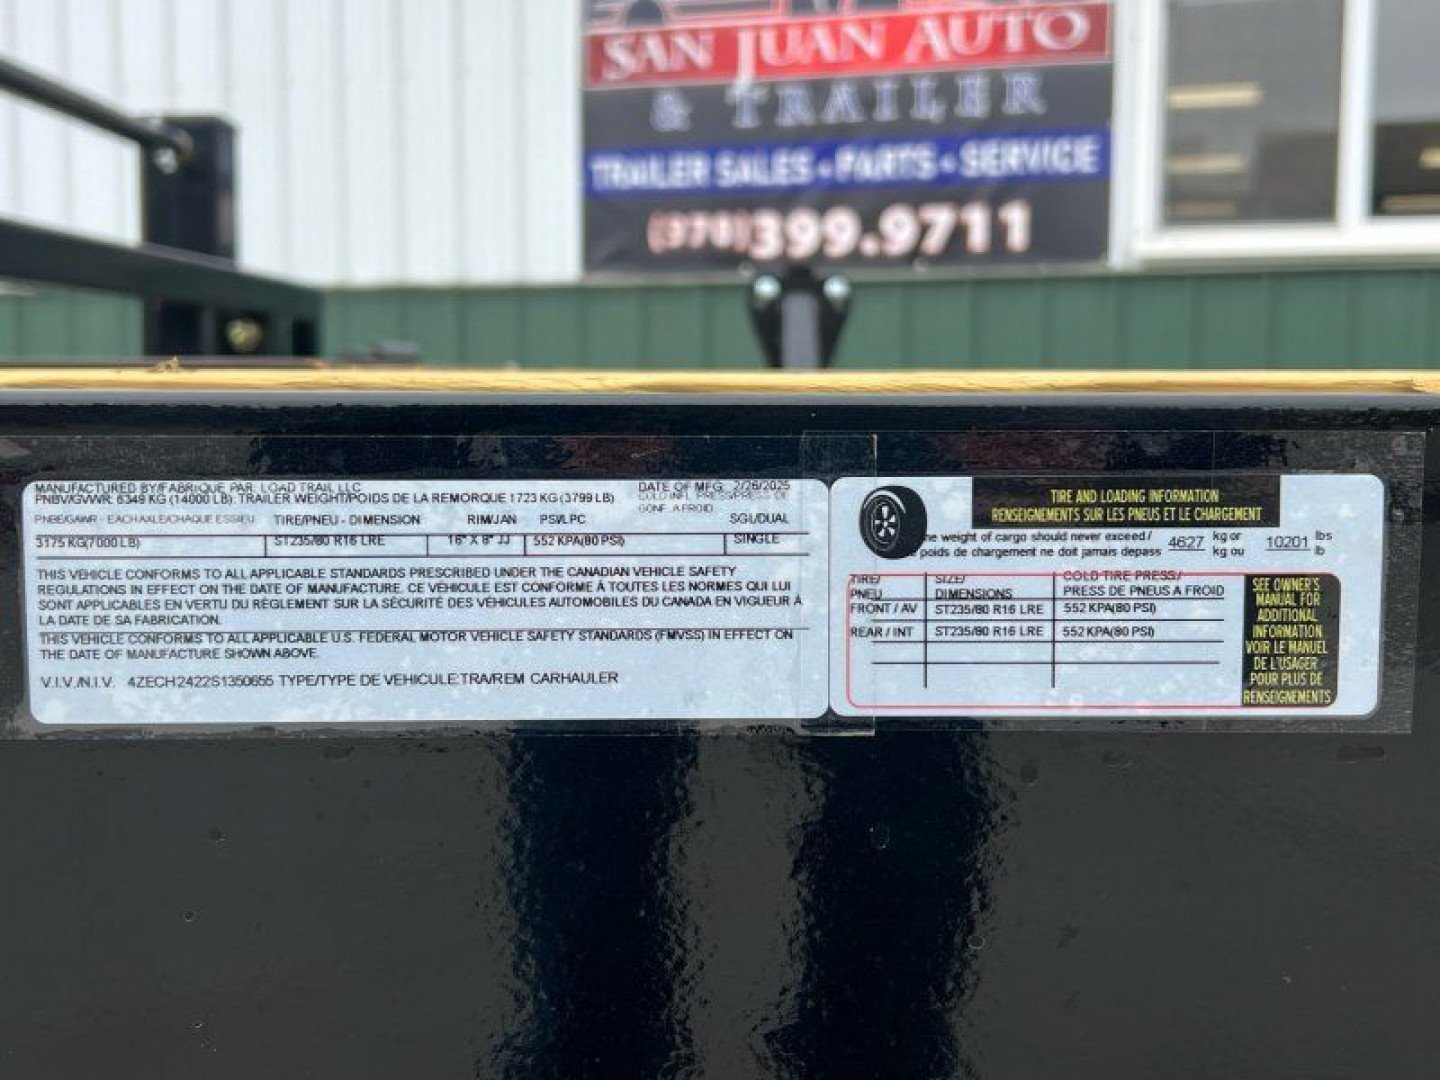 SAN JUAN AUTO
& TRAILER
TRAILER SALES • PARTS • SERVICE
(970)399.9711
MANUFACTURED BY/FABRIQUE PAR: LOAD TRAIL LLC
DATE OF MFG: 2/26/2025
PNBV/GVWR: 6349 KG (14000 LB) TRAILER WEIGHT/POIDS DE LA REMORQUE 1723 KG (3799 LB)
COLD INFL. PRESS/PRESS. DE
GONF. A FROID
PNBE/GAWR - EACH AXLE/CHAQUE ESSIEU TIRE/PNEU - DIMENSION RIM/JAN PSI/LPC SGL/DUAL
3175 KG(7000 LB) ST235/80 R16 LRE 16" X 6" JJ 552 KPA(80 PSI) SINGLE
THIS VEHICLE CONFORMS TO ALL APPLICABLE STANDARDS PRESCRIBED UNDER THE CANADIAN VEHICLE SAFETY
REGULATIONS IN EFFECT ON THE DATE OF MANUFACTURE. CE VÉHICULE EST CONFORME À TOUTES LES NORMES QUI LUI
SONT APPLICABLES EN VERTU DU RÈGLEMENT SUR LA SÉCURITÉ DES VÉHICULES AUTOMOBILES DU CANADA EN VIGUEUR À
LA DATE DE SA FABRICATION.
THIS VEHICLE CONFORMS TO ALL APPLICABLE U.S. FEDERAL MOTOR VEHICLE SAFETY STANDARDS (FMVSS) IN EFFECT ON
THE DATE OF MANUFACTURE SHOWN ABOVE.
V.I.V./N.I.V. 4ZECH2422S1350655 TYPE/TYPE DE VEHICULE:TRA/REM CARHAULER
TIRE AND LOADING INFORMATION
RENSEIGNEMENTS SUR LES PNEUS ET LE CHARGEMENT
he weight of cargo should never exceed / 4627 kg or 10201 lbs
poids de chargement ne doit jamais depass kg ou lb
TIRE/ SIZE/ COLD TIRE PRESS./
PNEU DIMENSIONS PRESS DE PNEUS A FROID
FRONT / AV ST235/80 R16 LRE 552 KPA(80 PSI)
REAR / INT ST235/80 R16 LRE 552 KPA(80 PSI)
SEE OWNER'S
MANUAL FOR
ADDITIONAL
INFORMATION
VOIR LE MANUEL
DE L'USAGER
POUR PLUS DE
RENSEIGNEMENTS